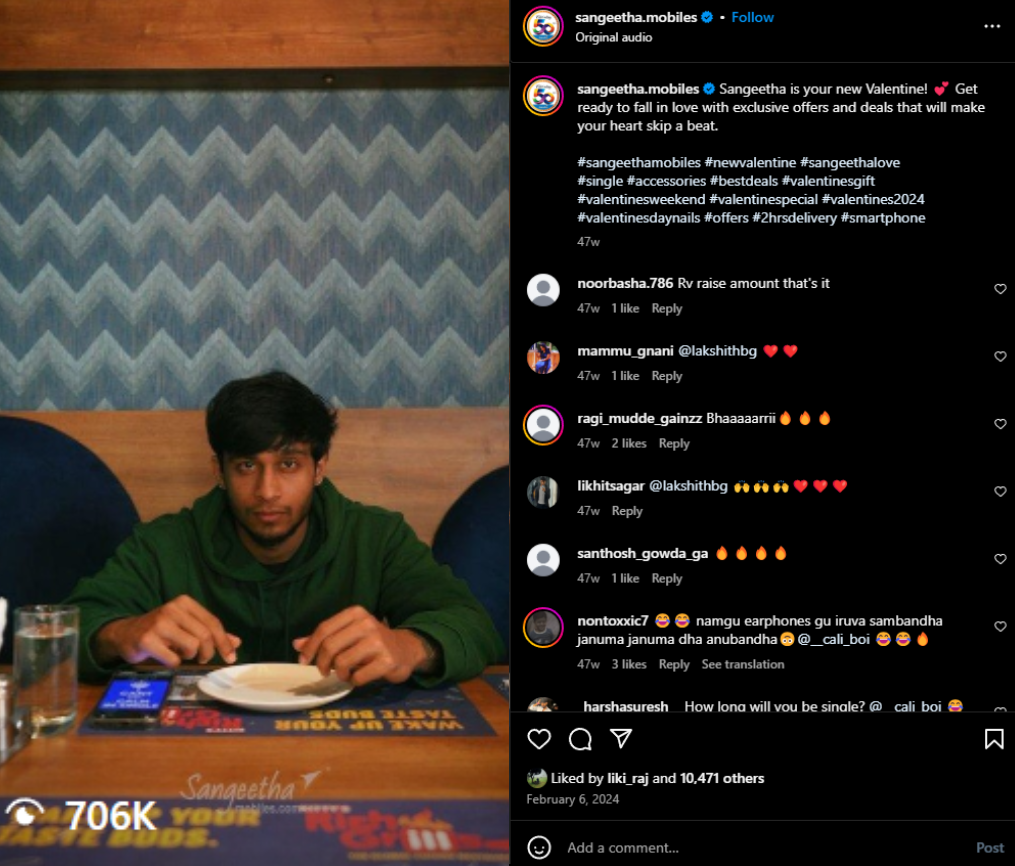 sangeetha.mobiles • Follow
Original audio
sangeetha.mobiles Sangeetha is your new Valentine! 💕 Get
ready to fall in love with exclusive offers and deals that will make
your heart skip a beat.
#sangeethamobiles #newvalentine #sangeethalove
#single #accessories #bestdeals #valentinesgift
#valentinesweekend #valentinespecial #valentines2024
#valentinesdaynails #offers #2hrsdelivery #smartphone
47w
noorbasha.786 Rv raise amount that's it
47w 1 like Reply
mammu_gnani @lakshithbg ❤️ ❤️
47w 1 like Reply
ragi_mudde_gainzz Bhaaaaarrii🔥 🔥 🔥
47w 2 likes Reply
likhitsagar @lakshithbg 🙌 🙌 🙌 ❤️ ❤️ ❤️
47w Reply
santhosh_gowda_ga 🔥 🔥 🔥 🔥
47w 1 like Reply
nontoxxic7 😂 😂 namgu earphones gu iruva sambandha
januma januma dha anubandha😳 @__cali_boi 😂 😂 🔥
47w 3 likes Reply See translation
_harshasuresh_ How long will you be single? @__cali_boi 😂
Liked by liki_raj and 10,471 others
February 6, 2024
Add a comment... Post
CALM
SINGLE?
WAKE UP YOUR
TASTE BUDS.
Sangeetha
mobiles.com
706K
YOUR
TASTE BUDS.